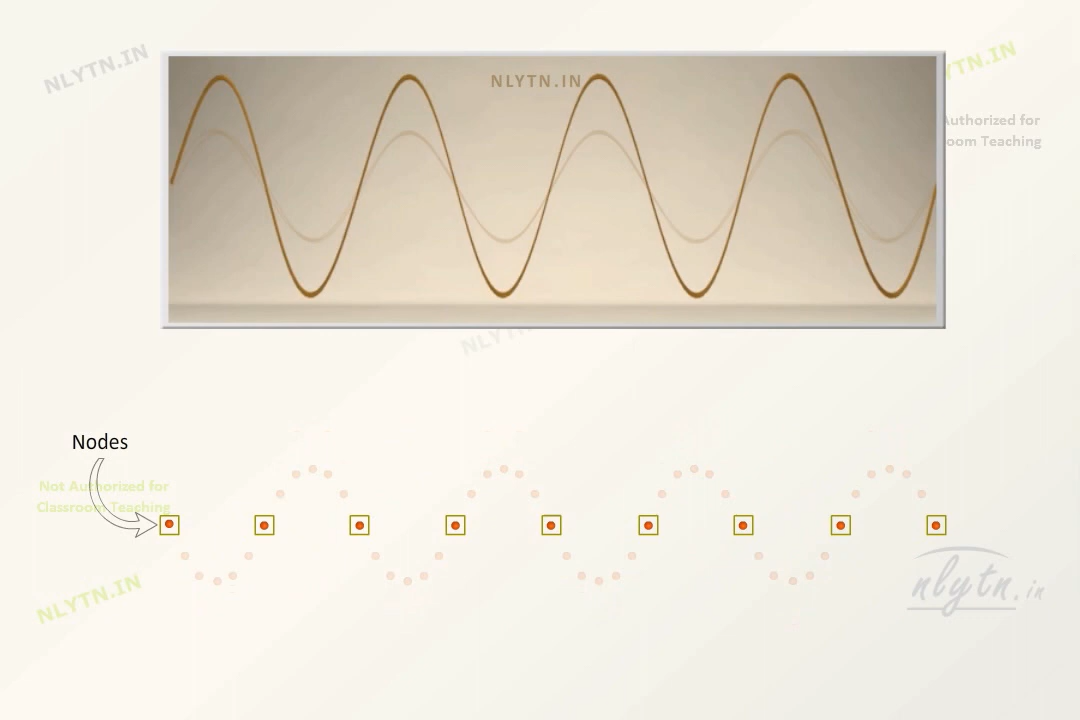 NLYTN.IN
NLYTN.IN
YTN.IN
Authorized for
oom Teaching
NLYTN.
Nodes
Not Authorized for
Classroom Teaching
NLYTN.IN
nlytn.in